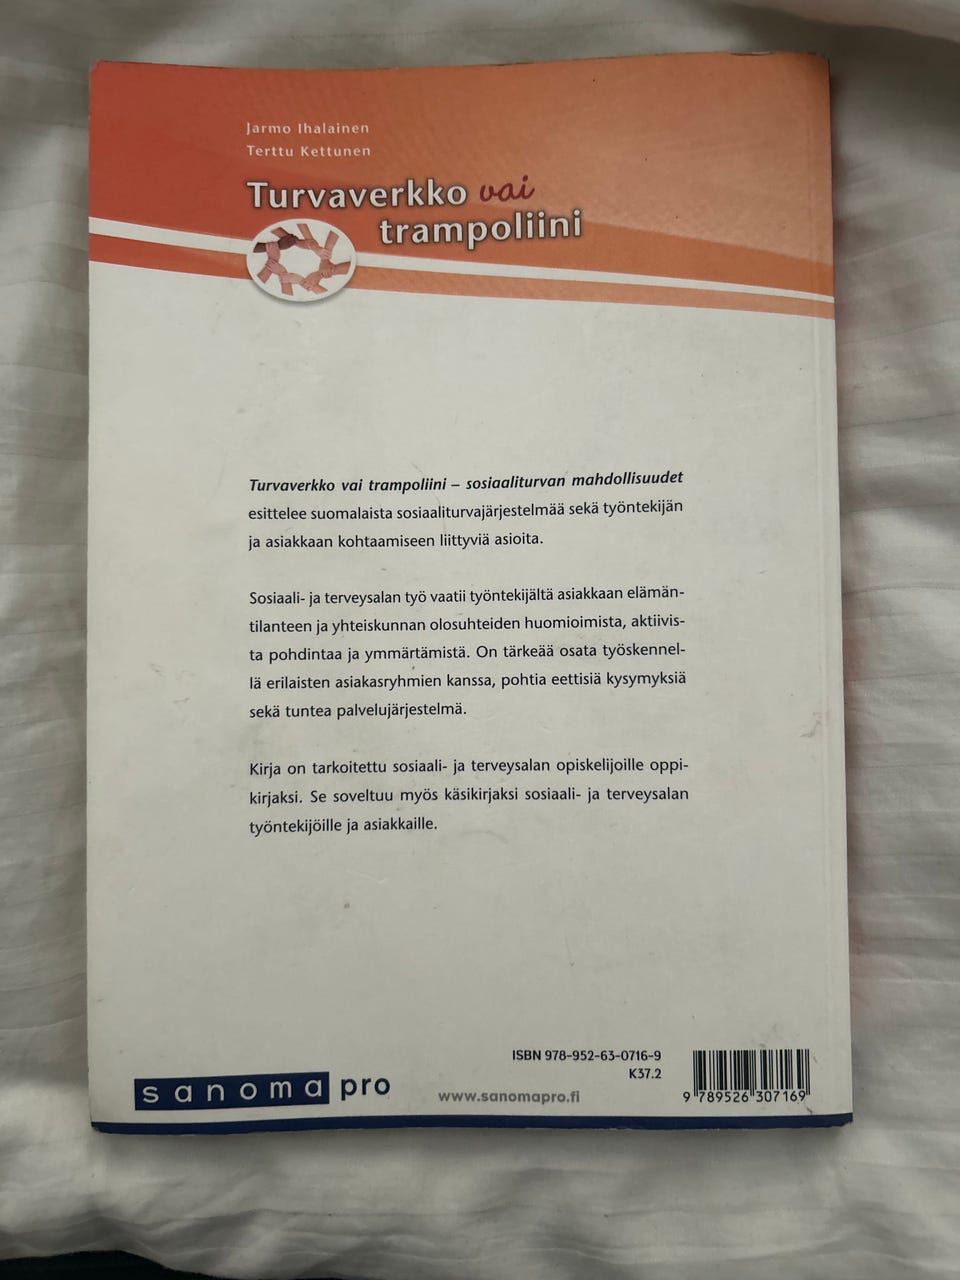 Jarmo Ihalainen
Terttu Kettunen
Turvaverkko vai
trampoliini
Turvaverkko vai trampoliini – sosiaaliturvan mahdollisuudet
esittelee suomalaista sosiaaliturvajärjestelmää sekä työntekijän
ja asiakkaan kohtaamiseen liittyviä asioita.
Sosiaali- ja terveysalan työ vaatii työntekijältä asiakkaan elämän-
tilanteen ja yhteiskunnan olosuhteiden huomioimista, aktiivis-
ta pohdintaa ja ymmärtämistä. On tärkeää osata työskennel-
lä erilaisten asiakasryhmien kanssa, pohtia eettisiä kysymyksiä
sekä tuntea palvelujärjestelmä.
Kirja on tarkoitettu sosiaali- ja terveysalan opiskelijoille oppi-
kirjaksi. Se soveltuu myös käsikirjaksi sosiaali- ja terveysalan
työntekijöille ja asiakkaille.
ISBN 978-952-63-0716-9
K37.2
sanoma pro
www.sanomapro.fi
9 789526 307169